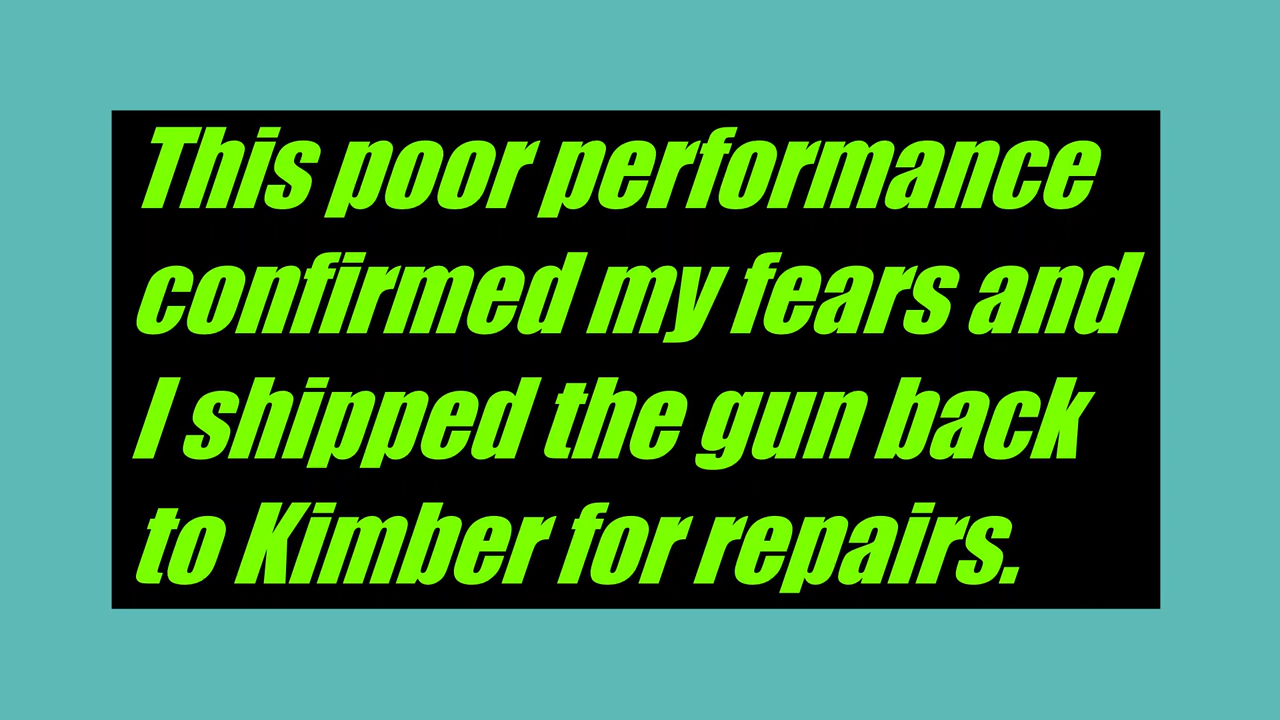 This poor performance
confirmed my fears and
I shipped the gun back
to Kimber for repairs.